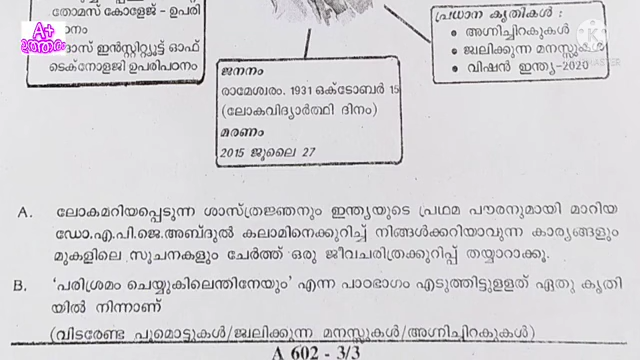 A+
തോമസ് കോളേജ് - ഉപരി
പ്രധാന കൃതികൾ :
അഗ്നിച്ചിറകുകൾ
ജ്വലിക്കുന്ന മനസ്സുകൾ
വിഷൻ ഇന്ത്യ-2020
ഠനം
ദാസ് ഇൻസ്റ്റിറ്റ്യൂട്ട് ഓഫ്
ടെക്നോളജി ഉപരിപഠനം
ജനനം
രാമേശ്വരം. 1931 ഒക്ടോബർ 15
(ലോകവിദ്യാർത്ഥി ദിനം)
മരണം
2015 ജൂലൈ 27
A. ലോകമറിയപ്പെടുന്ന ശാസ്ത്രജ്ഞനും ഇന്ത്യയുടെ പ്രഥമ പൗരനുമായി മാറിയ
ഡോ.എ.പി.ജെ.അബ്ദുൽ കലാമിനെക്കുറിച്ച് നിങ്ങൾക്കറിയാവുന്ന കാര്യങ്ങളും
മുകളിലെ സൂചനകളും ചേർത്ത് ഒരു ജീവചരിത്രക്കുറിപ്പ് തയ്യാറാക്കൂ.
B. 'പരിശ്രമം ചെയ്യുകിലെന്തിനേയും' എന്ന പാഠഭാഗം എടുത്തിട്ടുള്ളത് ഏതു കൃതി
യിൽ നിന്നാണ്
(വിടരേണ്ട പൂമൊട്ടുകൾ/ജ്വലിക്കുന്ന മനസ്സുകൾ/അഗ്നിച്ചിറകുകൾ)
A 602 - 3/3